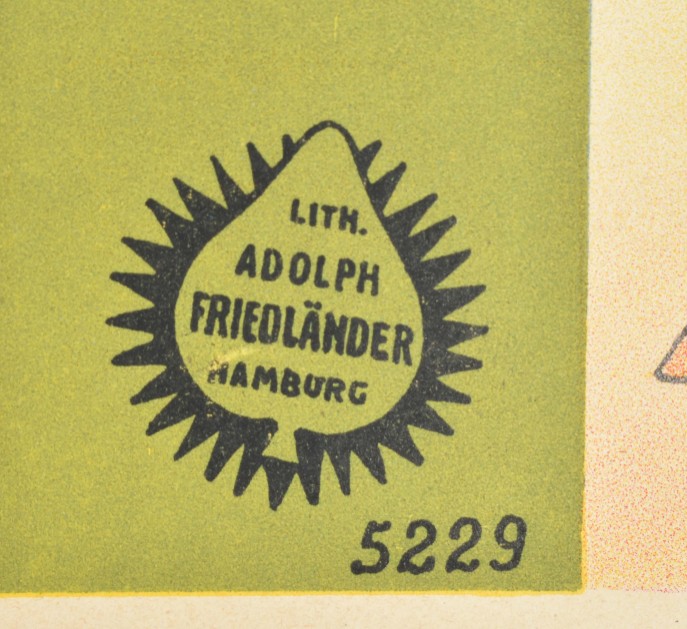 LITH.
ADOLPH
FRIEDLÄNDER
HAMBURG
5229